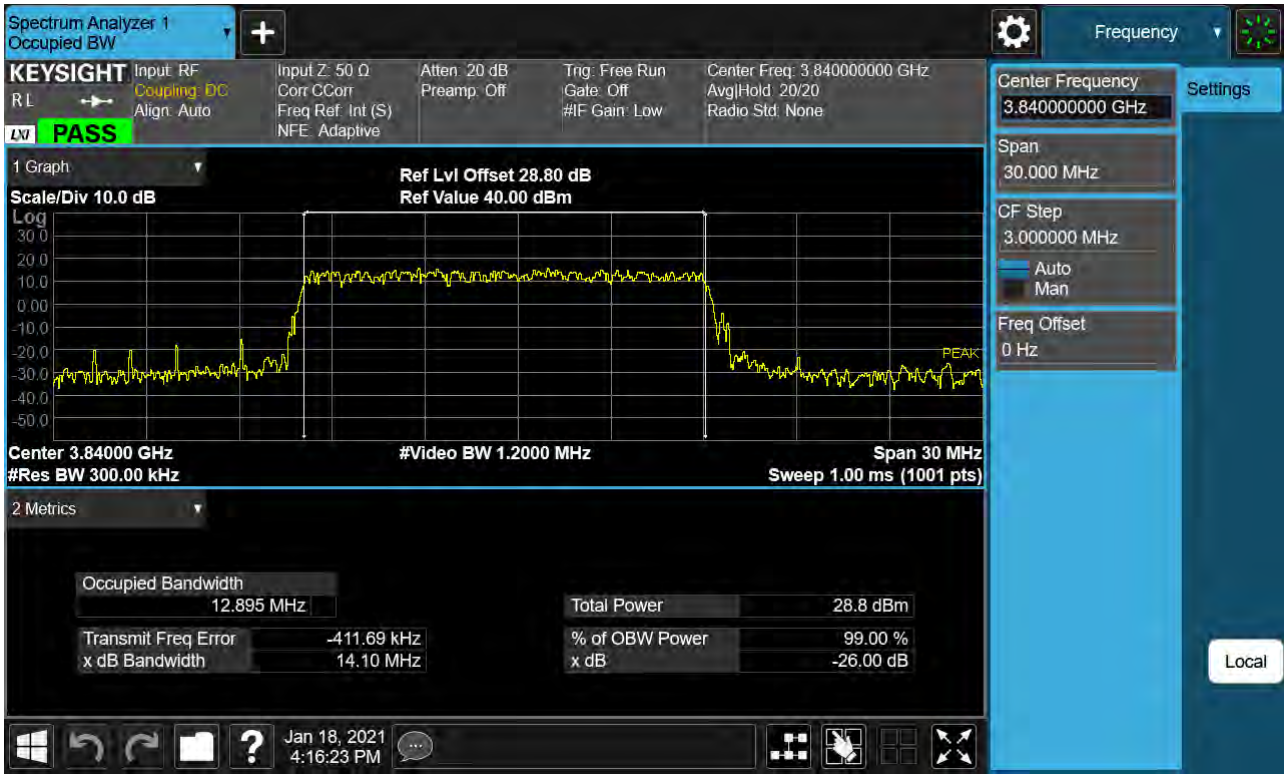 Spectrum Analyzer 1
Occupied BW
+
Frequency
KEYSIGHT
RL
LXI PASS
Input: RF
Coupling: DC
Align: Auto
Input Z: 50 Ω
Corr CCorr
Freq Ref: Int (S)
NFE: Adaptive
Atten: 20 dB
Preamp: Off
Trig: Free Run
Gate: Off
#IF Gain: Low
Center Freq: 3.840000000 GHz
Avg|Hold: 20/20
Radio Std: None
Center Frequency
3.840000000 GHz
Settings
Span
30.000 MHz
CF Step
3.000000 MHz
Auto
Man
Freq Offset
0 Hz
Local
1 Graph
Scale/Div 10.0 dB
Ref Lvl Offset 28.80 dB
Ref Value 40.00 dBm
Log
30.0
20.0
10.0
0.00
-10.0
-20.0
-30.0
-40.0
-50.0
PEAK
Center 3.84000 GHz
#Res BW 300.00 kHz
#Video BW 1.2000 MHz
Span 30 MHz
Sweep 1.00 ms (1001 pts)
2 Metrics
Occupied Bandwidth
12.895 MHz
Transmit Freq Error -411.69 kHz
x dB Bandwidth 14.10 MHz
Total Power 28.8 dBm
% of OBW Power 99.00 %
x dB -26.00 dB
?
Jan 18, 2021
4:16:23 PM